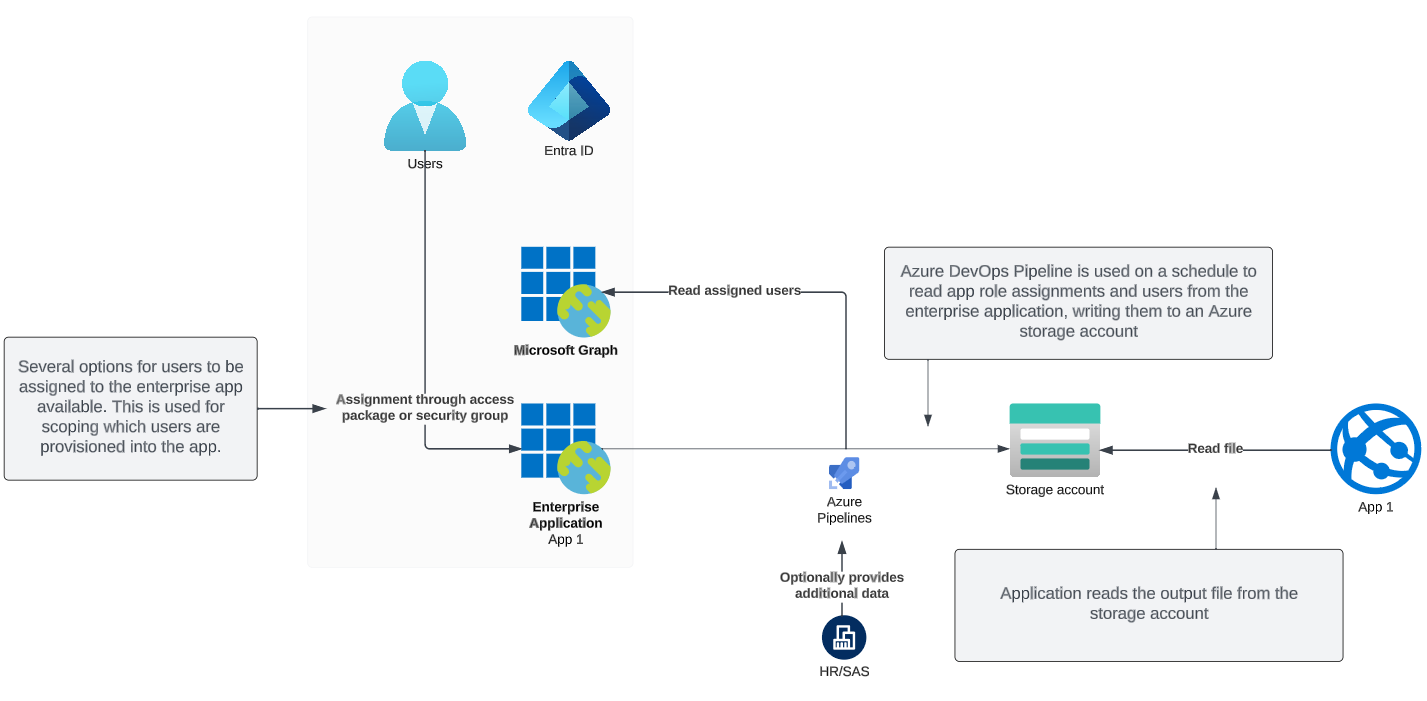 Users
Entra ID
Microsoft Graph
Read assigned users
Azure DevOps Pipeline is used on a schedule to
read app role assignments and users from the
enterprise application, writing them to an Azure
storage account
Several options for users to be
assigned to the enterprise app
available. This is used for
scoping which users are
provisioned into the app.
Assignment through access
package or security group
Enterprise
Application
App 1
Azure
Pipelines
Storage account
Read file
App 1
Optionally provides
additional data
HR/SAS
Application reads the output file from the
storage account